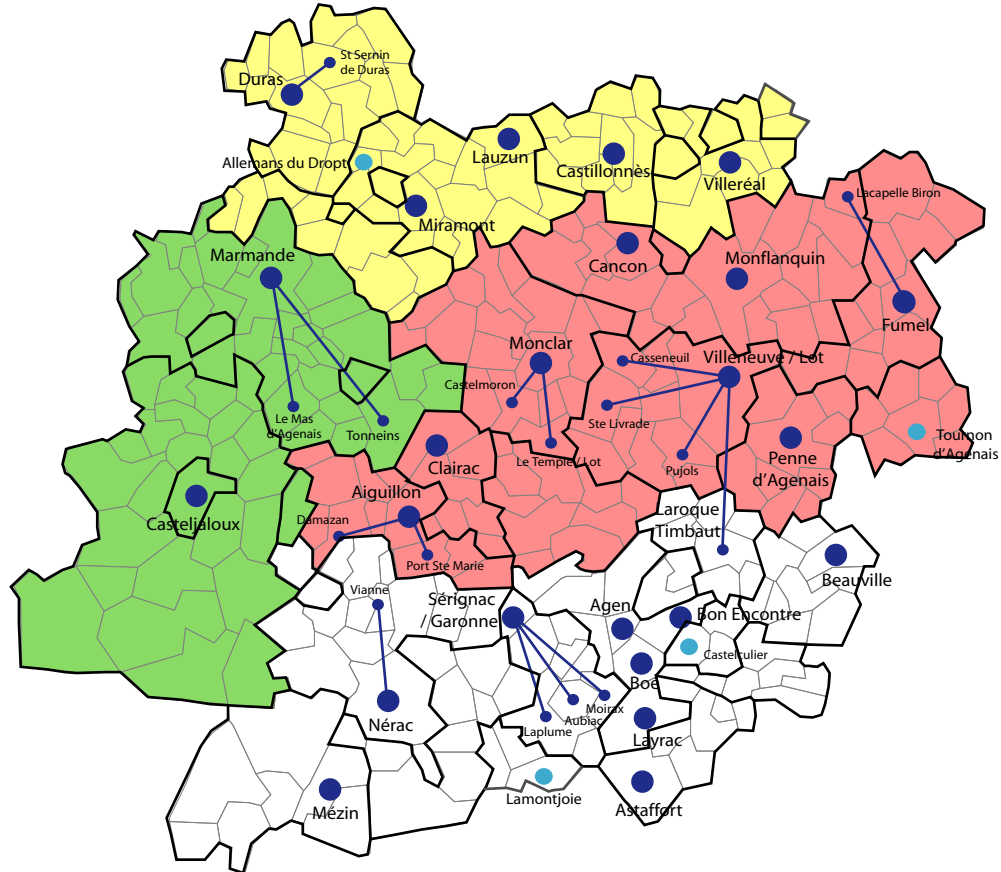 St Sernin
de Duras
Duras
Lauzun
Allemans du Dropt
Castillonnès
Villeréal
Lacapelle Biron
Miramont
Marmande
Cancon
Monflanquin
Fumel
Monclar
Casseneuil
Villeneuve / Lot
Castelmoron
Le Mas
d'Agenais
Tonneins
Ste Livrade
Clairac
Le Temple / Lot
Pujols
Penne
d'Agenais
Tournon
d'Agenais
Aiguillon
Casteljaloux
Damazan
Laroque
Timbaut
Port Ste Marie
Beauville
Vianne
Sérignac
/ Garonne
Agen
Bon Encontre
Castelculier
Boé
Moirax
Aubiac
Laplume
Nérac
Layrac
Lamontjoie
Astaffort
Mézin